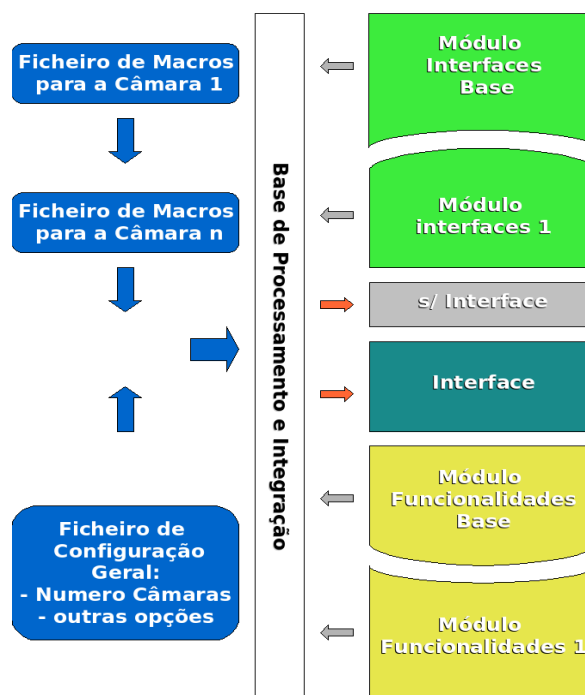 Ficheiro de Macros
para a Câmara 1
Ficheiro de Macros
para a Câmara n
Ficheiro de
Configuração
Geral:
- Numero Câmaras
- outras opções
Base de Processamento e Integração
Módulo
Interfaces
Base
Módulo
interfaces 1
s/ Interface
Interface
Módulo
Funcionalidades
Base
Módulo
Funcionalidades 1